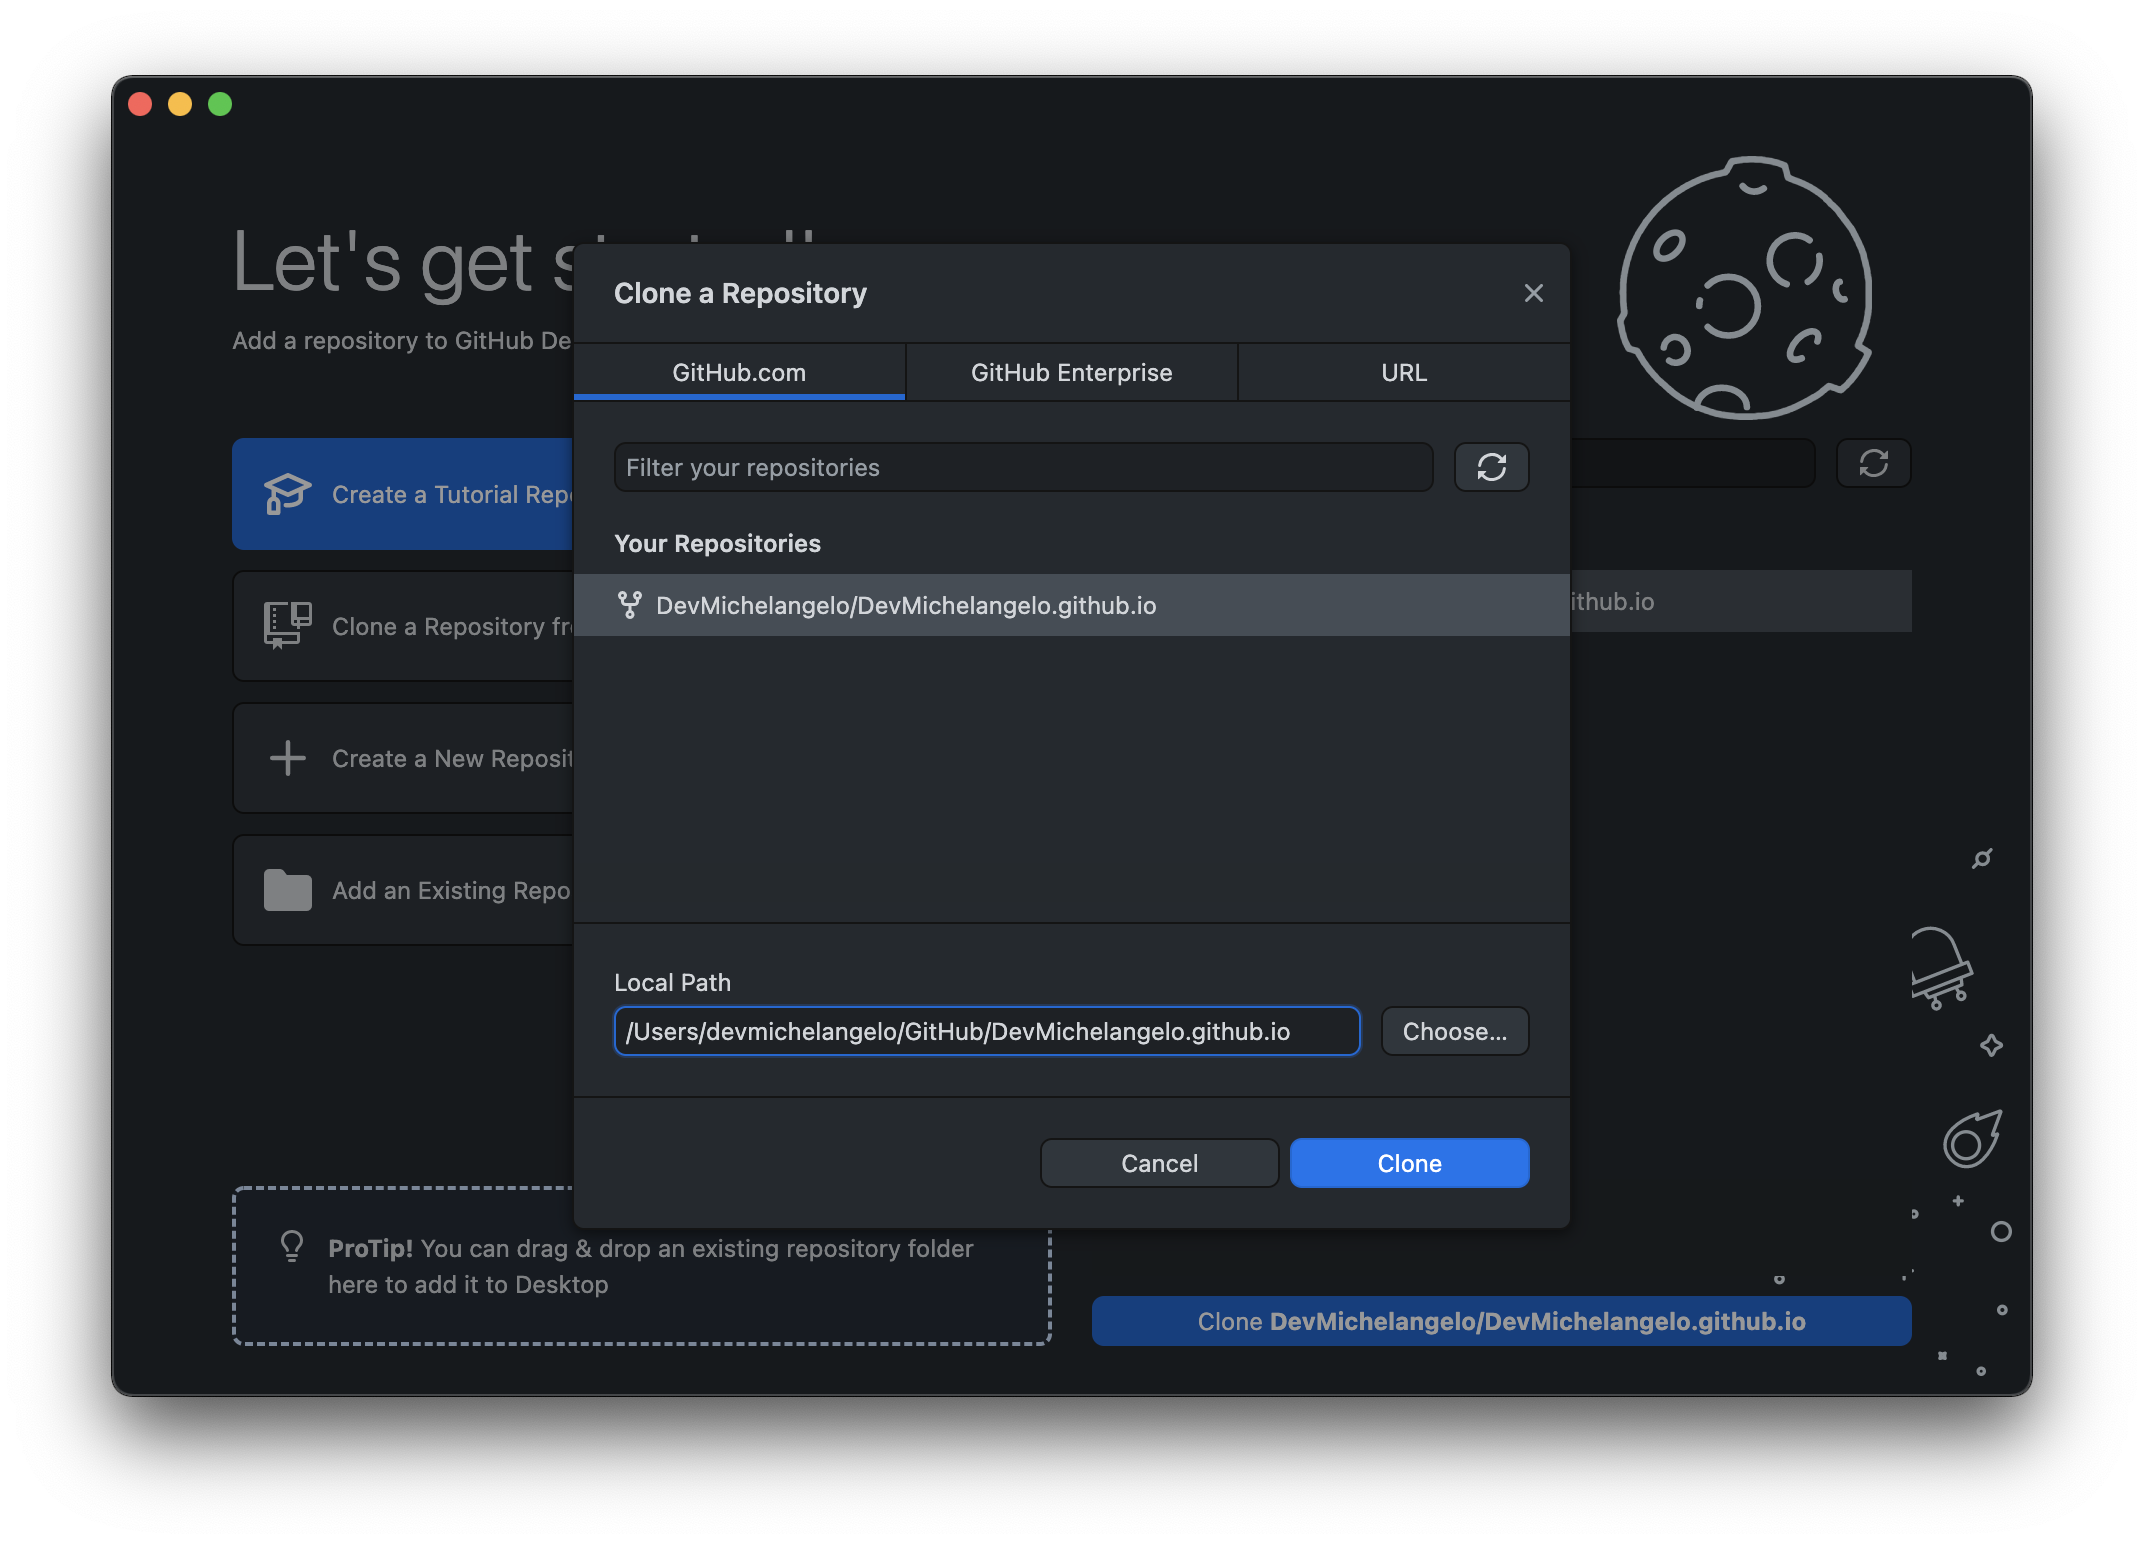 Let's get
Add a repository to GitHub De
Create a Tutorial Rep
Clone a Repository fr
Create a New Reposit
Add an Existing Repo
ProTip! You can drag & drop an existing repository folder
here to add it to Desktop
Clone a Repository
GitHub.com
GitHub Enterprise
URL
Filter your repositories
Your Repositories
DevMichelangelo/DevMichelangelo.github.io
Local Path
/Users/devmichelangelo/GitHub/DevMichelangelo.github.io
Choose...
Cancel
Clone
ithub.io
Clone DevMichelangelo/DevMichelangelo.github.io